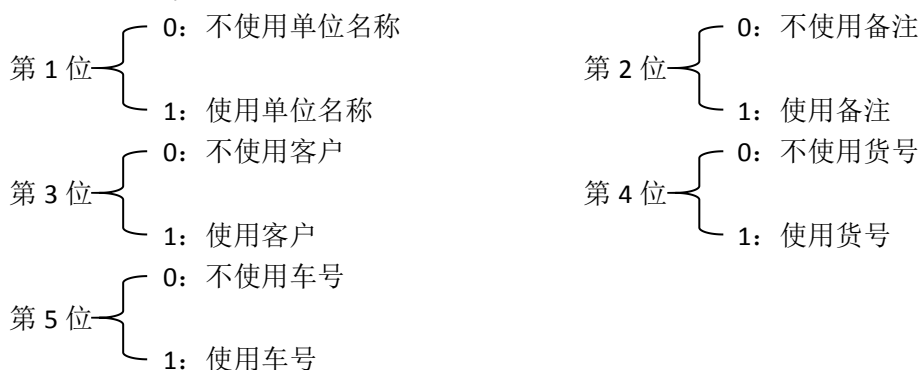 0：不使用单位名称
第 1 位
1：使用单位名称
0：不使用备注
第 2 位
1：使用备注
0：不使用客户
第 3 位
1：使用客户
0：不使用货号
第 4 位
1：使用货号
0：不使用车号
第 5 位
1：使用车号